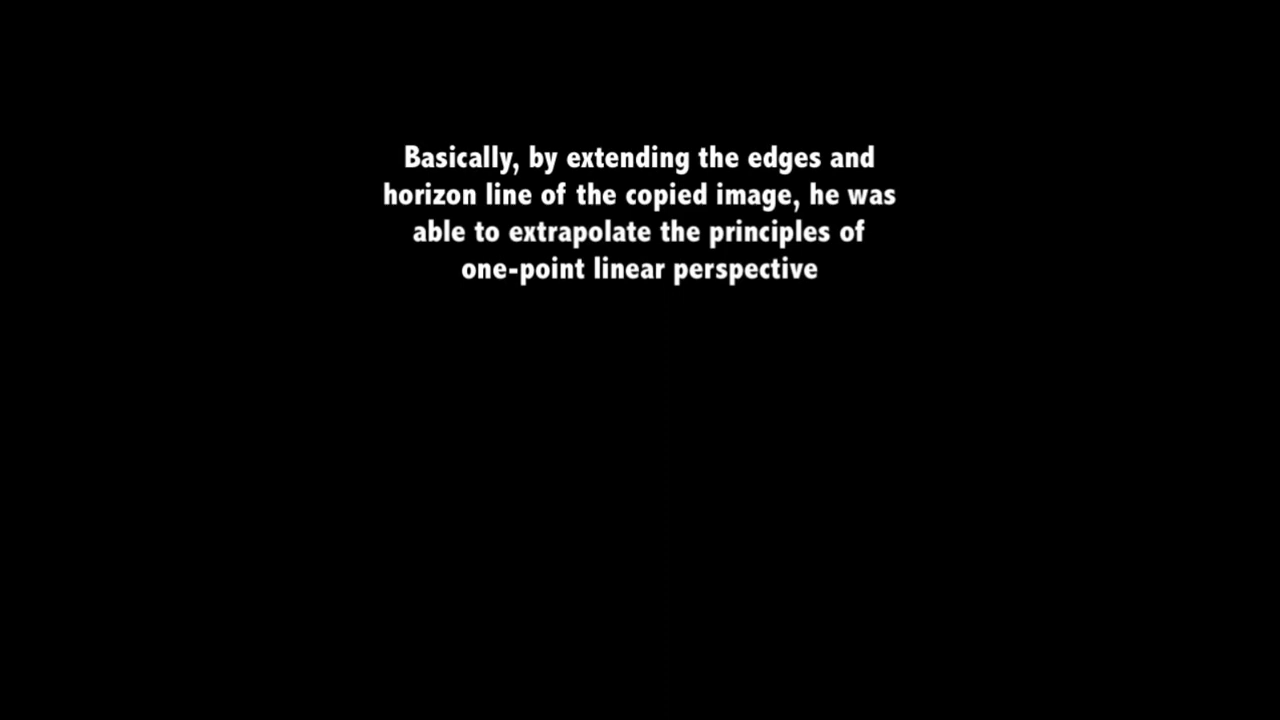 Basically, by extending the edges and
horizon line of the copied image, he was
able to extrapolate the principles of
one-point linear perspective